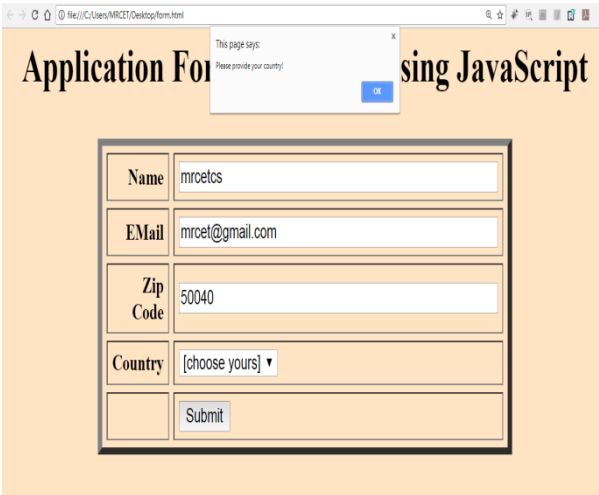 file:///C:/Users/MRCET/Desktop/form.html
This page says:
x
Please provide your country!
OK
Application For sing JavaScript
Name mrcetcs
EMail mrcet@gmail.com
Zip
Code
50040
Country [choose yours]
Submit